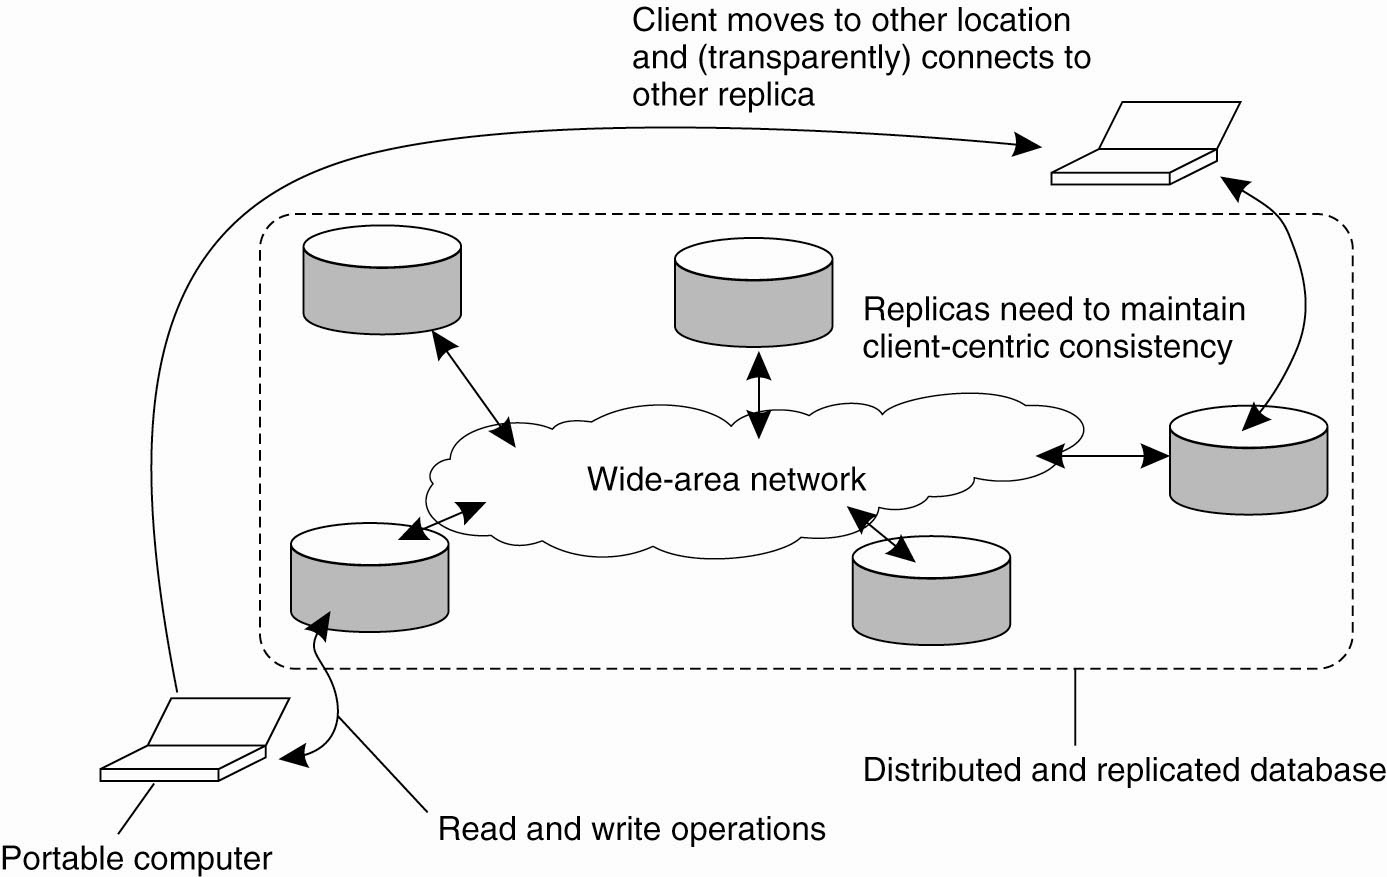 Client moves to other location
and (transparently) connects to
other replica
Replicas need to maintain
client-centric consistency
Wide-area network
Distributed and replicated database
Read and write operations
Portable computer